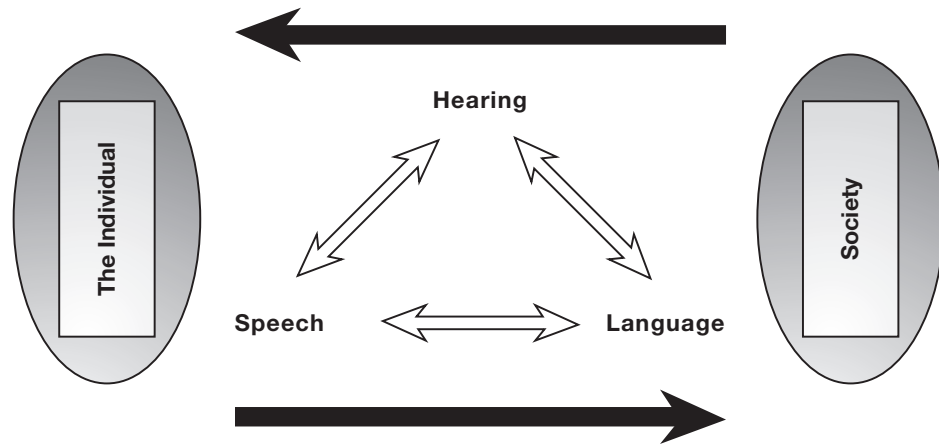 Hearing
The Individual
Society
Speech
Language